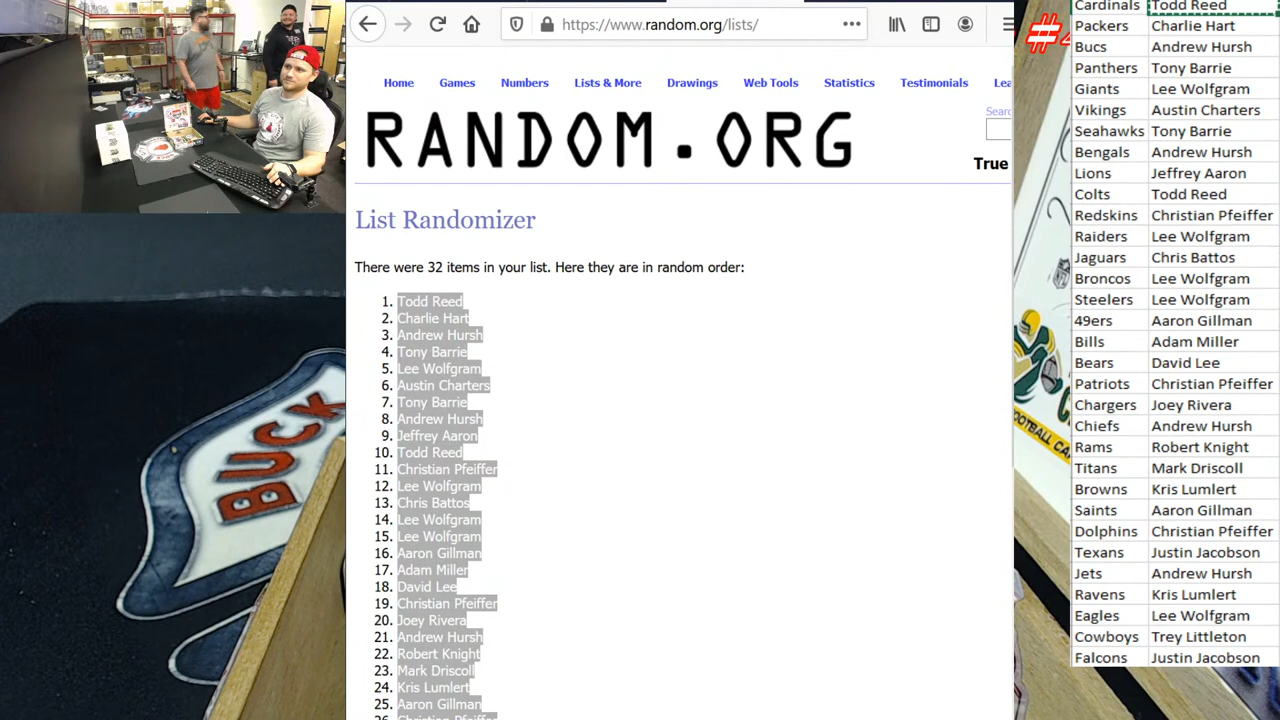 https://www.random.org/lists/
Home Games Numbers Lists & More Drawings Web Tools Statistics Testimonials Lea
Searc
RANDOM.ORG
True
List Randomizer
There were 32 items in your list. Here they are in random order:
1. Todd Reed
2. Charlie Hart
3. Andrew Hursh
4. Tony Barrie
5. Lee Wolfgram
6. Austin Charters
7. Tony Barrie
8. Andrew Hursh
9. Jeffrey Aaron
10. Todd Reed
11. Christian Pfeiffer
12. Lee Wolfgram
13. Chris Battos
14. Lee Wolfgram
15. Lee Wolfgram
16. Aaron Gillman
17. Adam Miller
18. David Lee
19. Christian Pfeiffer
20. Joey Rivera
21. Andrew Hursh
22. Robert Knight
23. Mark Driscoll
24. Kris Lumlert
25. Aaron Gillman
26. Christian Pfeiffer
Cardinals Todd Reed
Packers Charlie Hart
Bucs Andrew Hursh
Panthers Tony Barrie
Giants Lee Wolfgram
Vikings Austin Charters
Seahawks Tony Barrie
Bengals Andrew Hursh
Lions Jeffrey Aaron
Colts Todd Reed
Redskins Christian Pfeiffer
Raiders Lee Wolfgram
Jaguars Chris Battos
Broncos Lee Wolfgram
Steelers Lee Wolfgram
49ers Aaron Gillman
Bills Adam Miller
Bears David Lee
Patriots Christian Pfeiffer
Chargers Joey Rivera
Chiefs Andrew Hursh
Rams Robert Knight
Titans Mark Driscoll
Browns Kris Lumlert
Saints Aaron Gillman
Dolphins Christian Pfeiffer
Texans Justin Jacobson
Jets Andrew Hursh
Ravens Kris Lumlert
Eagles Lee Wolfgram
Cowboys Trey Littleton
Falcons Justin Jacobson
BUCK
#4